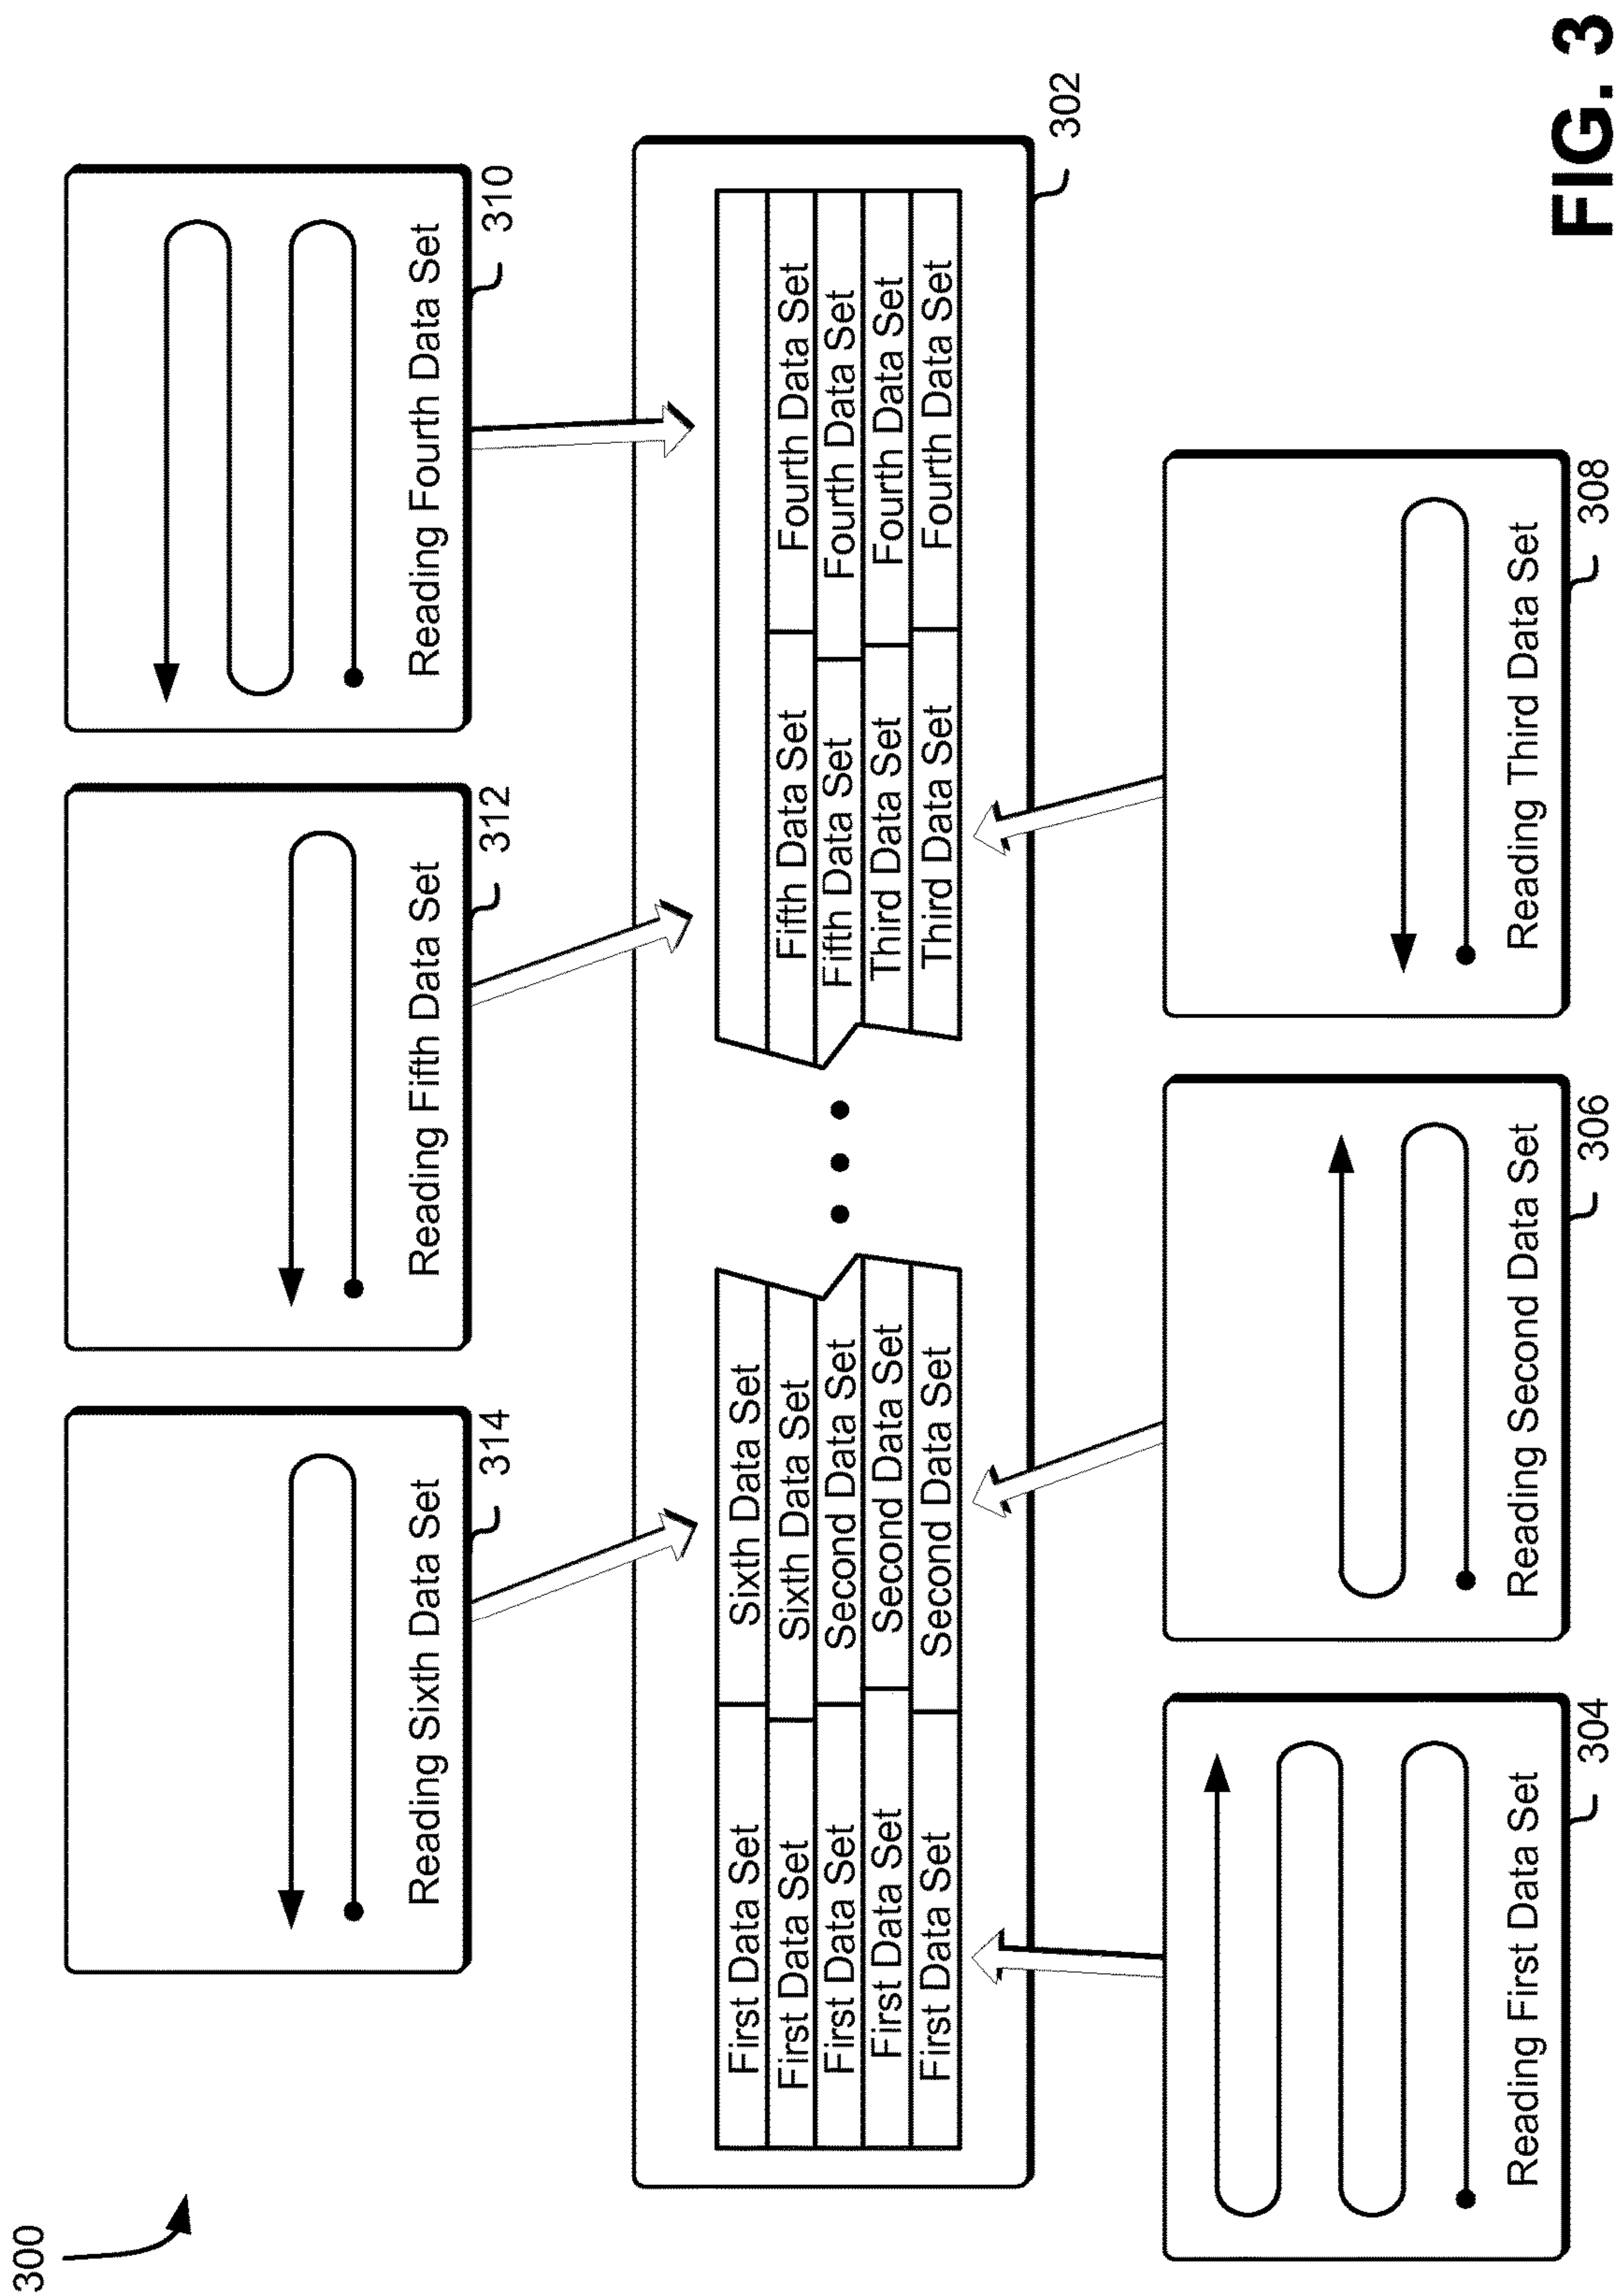 300
Reading Sixth Data Set
314
Reading Fifth Data Set
312
Reading Fourth Data Set
310
First Data Set Sixth Data Set
First Data Set Sixth Data Set Fifth Data Set Fourth Data Set
First Data Set Second Data Set Fifth Data Set Fourth Data Set
First Data Set Second Data Set Third Data Set Fourth Data Set
First Data Set Second Data Set Third Data Set Fourth Data Set
302
Reading First Data Set
304
Reading Second Data Set
306
Reading Third Data Set
308
FIG. 3